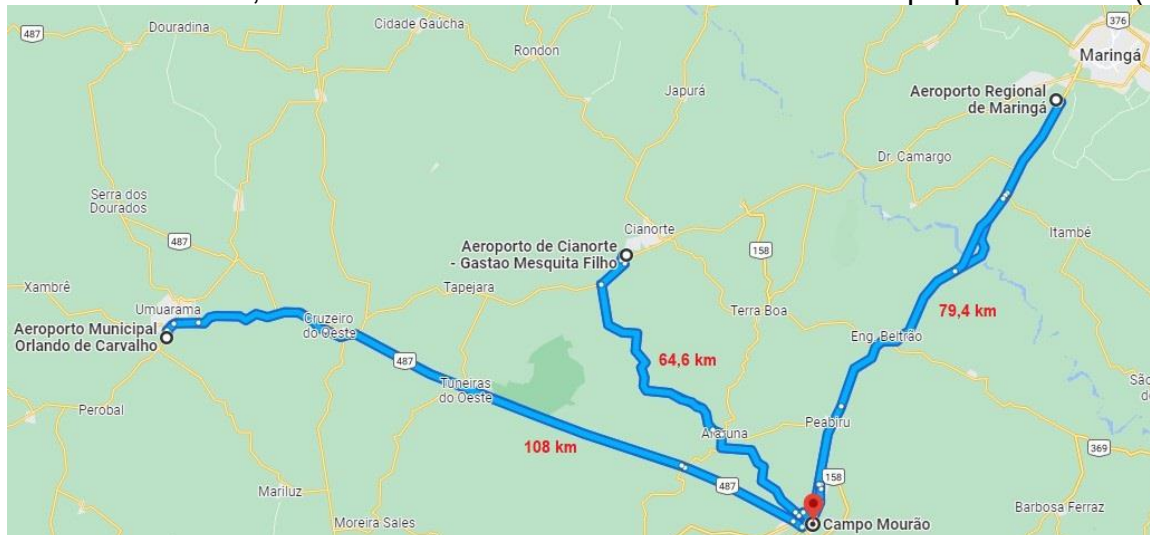 487
Douradina
Cidade Gaúcha
Rondon
376
Maringá
Aeroporto Regional
de Maringá
Japurá
Dr. Camargo
Serra dos
Dourados
487
Cianorte
Aeroporto de Cianorte
- Gastao Mesquita Filho
158
Itambé
Xambrê
Umuarama
Tapejara
Terra Boa
79,4 km
Aeroporto Municipal
Orlando de Carvalho
Cruzeiro
do Oeste
Eng. Beltrão
487
64,6 km
Tuneiras
do Oeste
São
Perobal
Peabiru
Araruna
108 km
369
158
487
Mariluz
Moreira Sales
Campo Mourão
Barbosa Ferraz